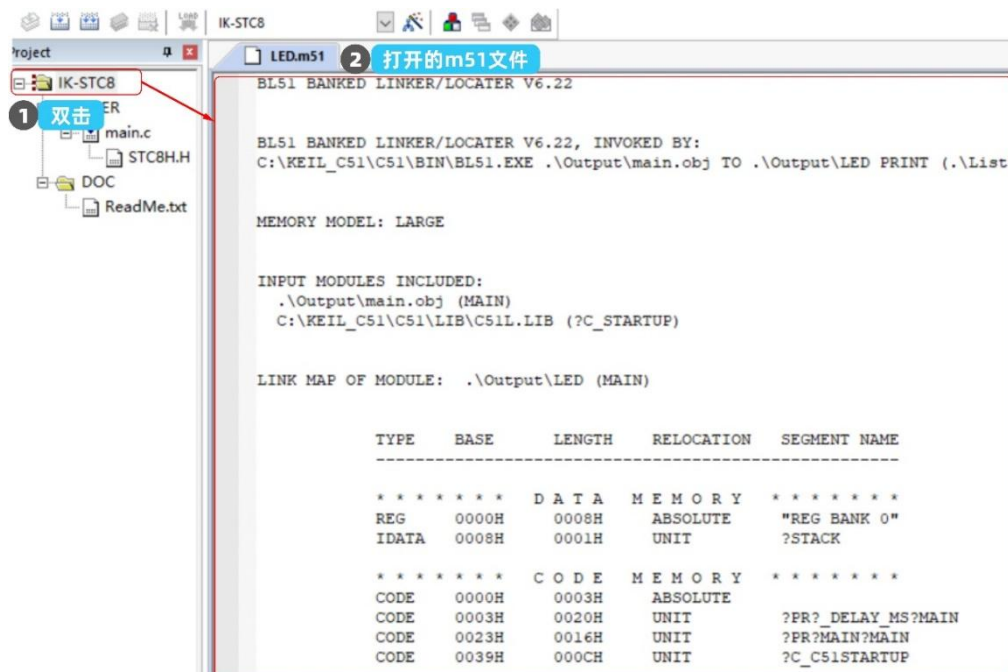 LOAD
IK-STC8
Project
LED.m51
2 打开的m51文件
IK-STC8
1 双击
ER
main.c
STC8H.H
DOC
ReadMe.txt
BL51 BANKED LINKER/LOCATER V6.22
BL51 BANKED LINKER/LOCATER V6.22, INVOKED BY:
C:\KEIL_C51\C51\BIN\BL51.EXE .\Output\main.obj TO .\Output\LED PRINT (.\List
MEMORY MODEL: LARGE
INPUT MODULES INCLUDED:
.\Output\main.obj (MAIN)
C:\KEIL_C51\C51\LIB\C51L.LIB (?C_STARTUP)
LINK MAP OF MODULE: .\Output\LED (MAIN)
TYPE BASE LENGTH RELOCATION SEGMENT NAME
-----------------------------------------------------
* * * * * * * D A T A M E M O R Y * * * * * * *
REG 0000H 0008H ABSOLUTE "REG BANK 0"
IDATA 0008H 0001H UNIT ?STACK
* * * * * * * C O D E M E M O R Y * * * * * * *
CODE 0000H 0003H ABSOLUTE
CODE 0003H 0020H UNIT ?PR?_DELAY_MS?MAIN
CODE 0023H 0016H UNIT ?PR?MAIN?MAIN
CODE 0039H 000CH UNIT ?C_C51STARTUP